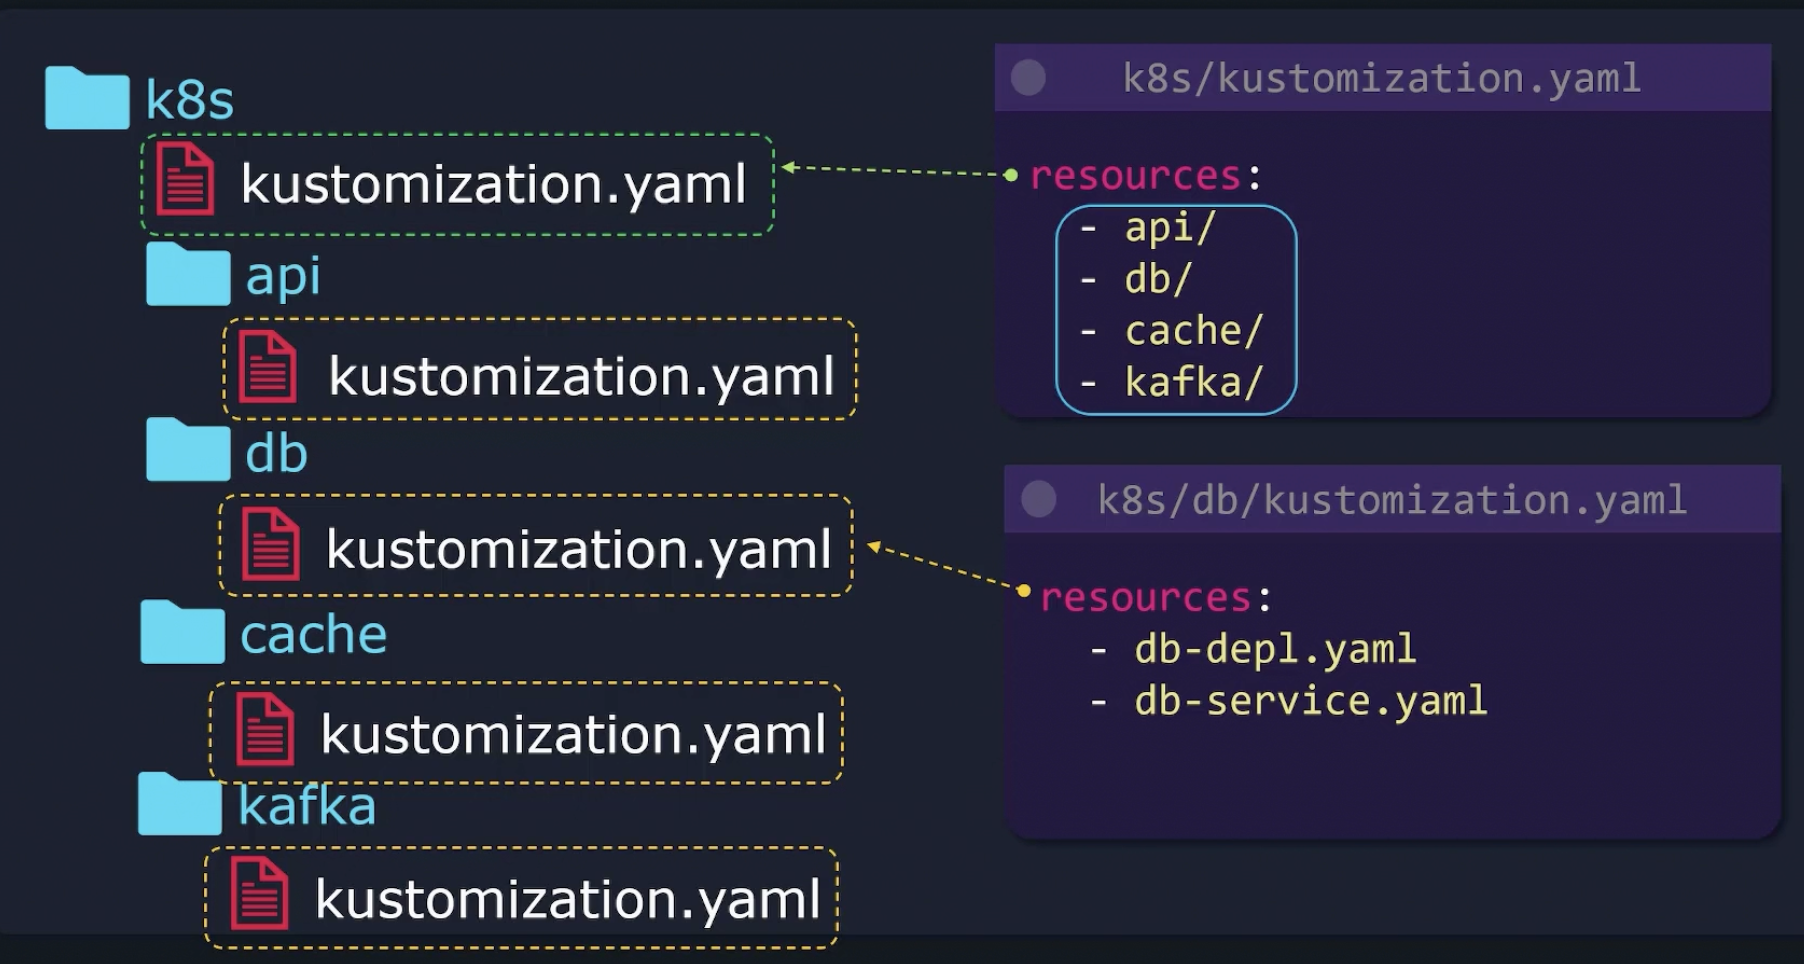 k8s
kustomization.yaml
api
kustomization.yaml
db
kustomization.yaml
cache
kustomization.yaml
kafka
kustomization.yaml
k8s/kustomization.yaml
resources:
- api/
- db/
- cache/
- kafka/
k8s/db/kustomization.yaml
resources:
- db-depl.yaml
- db-service.yaml